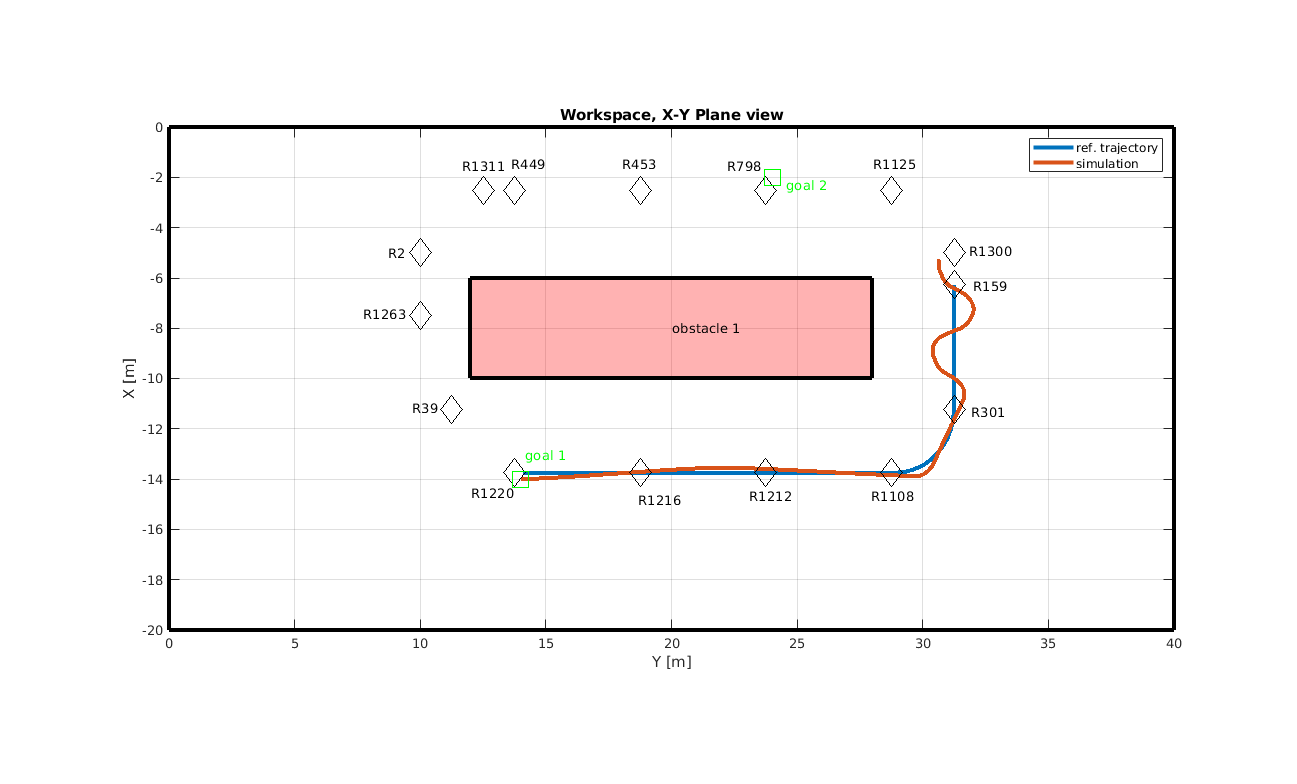 Workspace, X-Y Plane view
ref. trajectory
simulation
R1311 R449 R453 R798 R1125
goal 2
R2
R1300
R159
R1263
obstacle 1
R39
R301
goal 1
R1220
R1216
R1212
R1108
0
-2
-4
-6
-8
-10
-12
-14
-16
-18
-20
X [m]
0 5 10 15 20 25 30 35 40
Y [m]